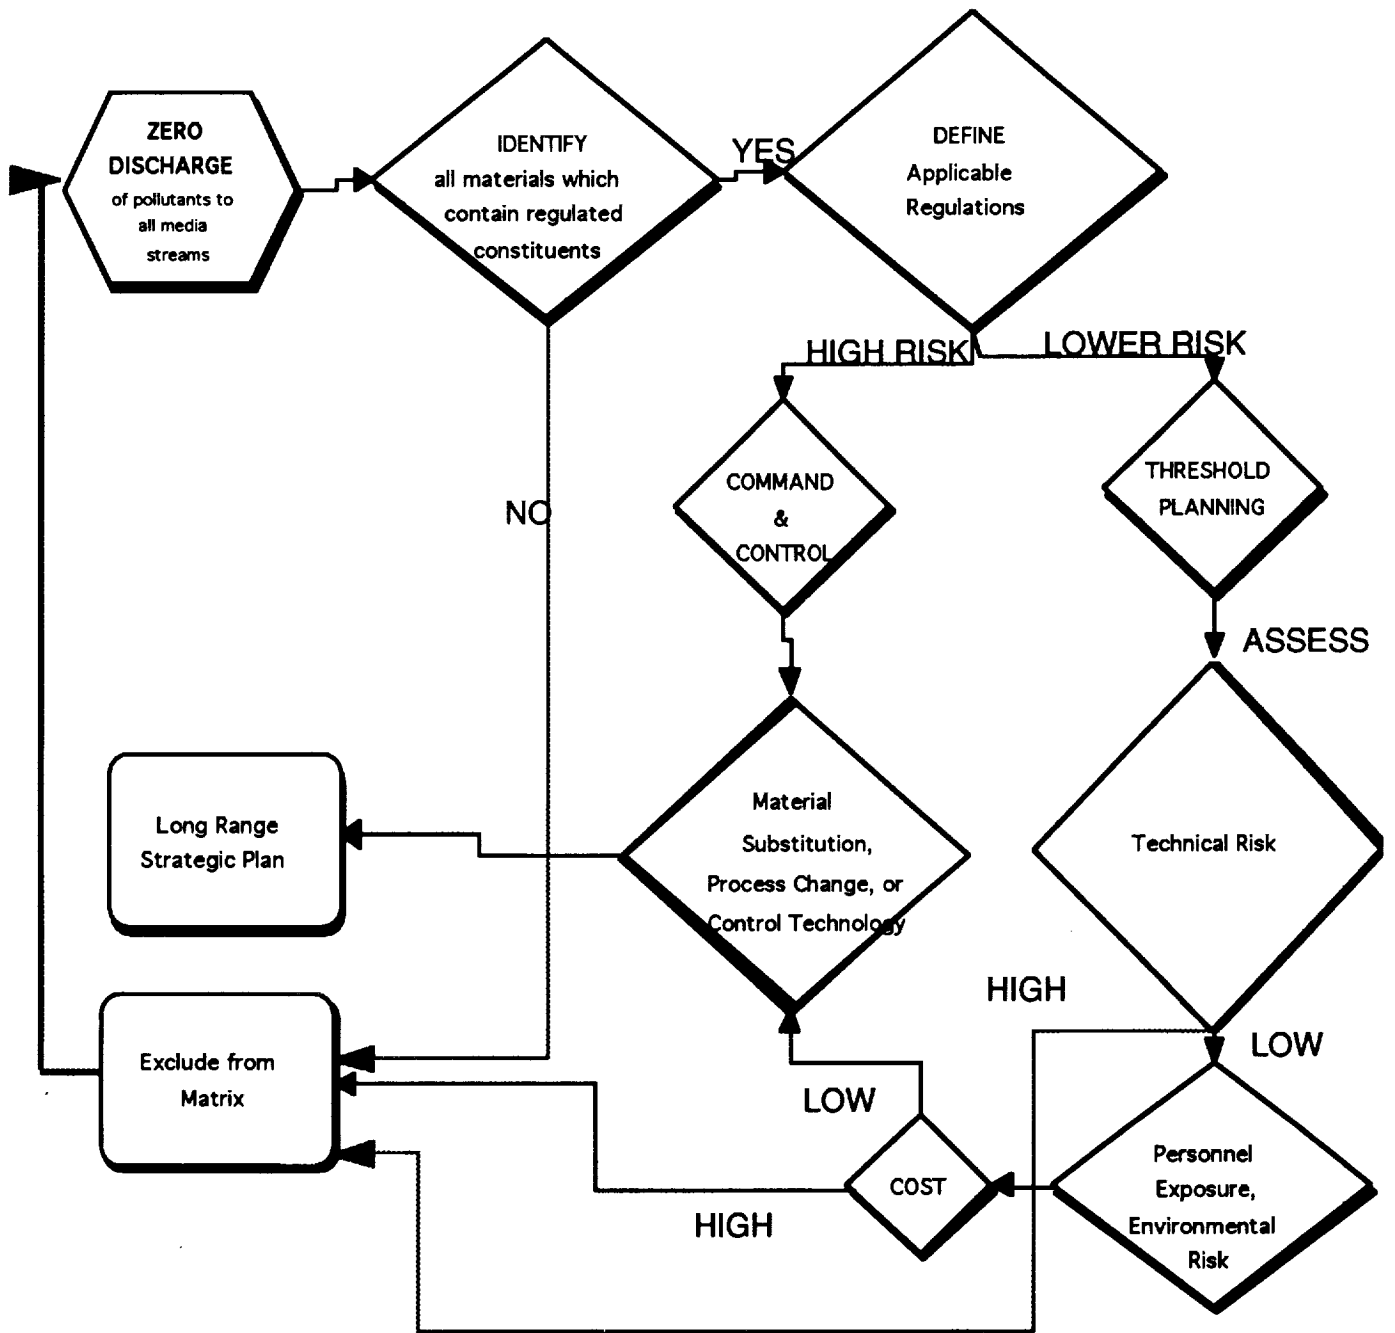 ZERO
DISCHARGE
of pollutants to
all media
streams
IDENTIFY
all materials which
contain regulated
constituents
YES
DEFINE
Applicable
Regulations
HIGH RISK
LOWER RISK
COMMAND
&
CONTROL
THRESHOLD
PLANNING
NO
ASSESS
Long Range
Strategic Plan
Material
Substitution,
Process Change, or
Control Technology
Technical Risk
HIGH
LOW
Exclude from
Matrix
LOW
COST
HIGH
Personnel
Exposure,
Environmental
Risk